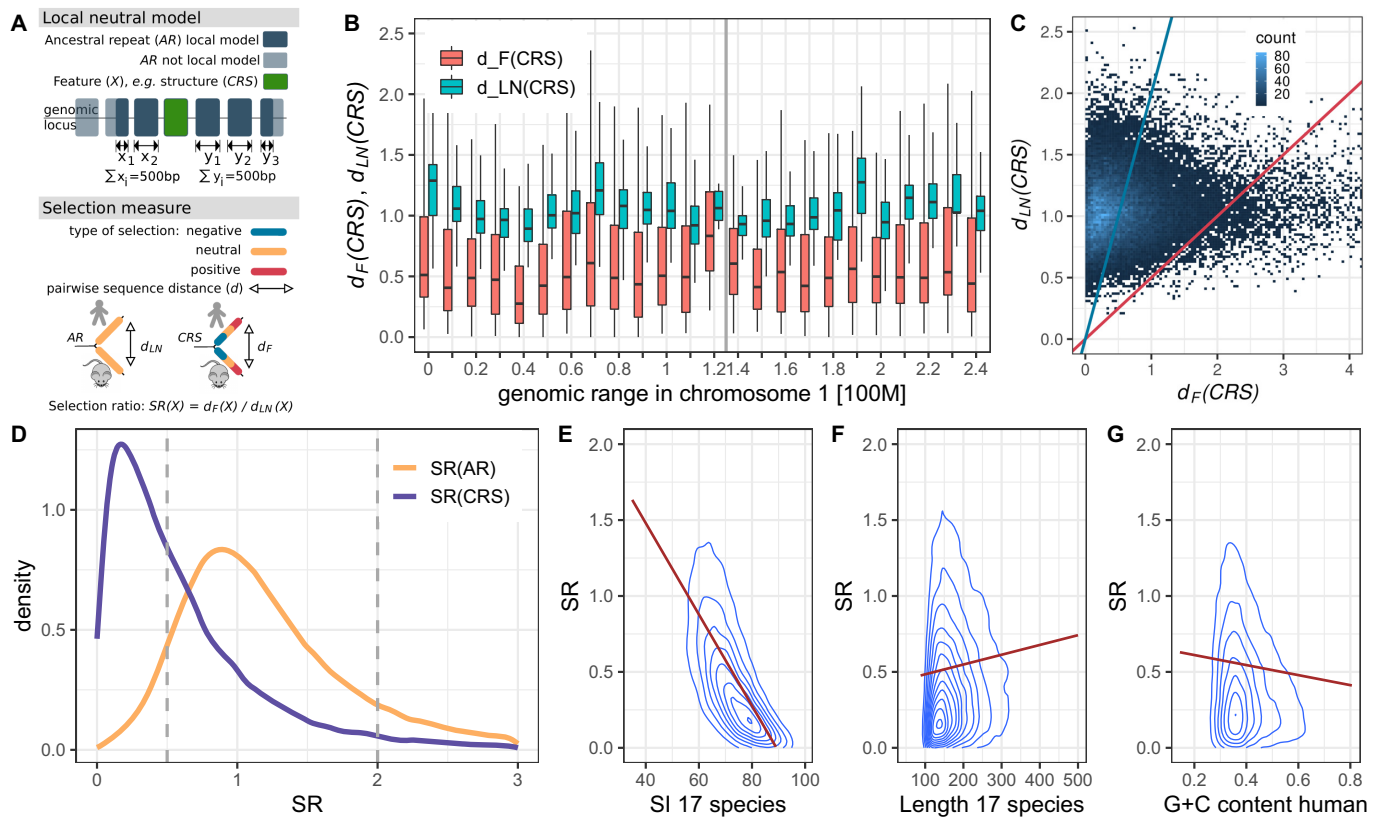 A
Local neutral model
Ancestral repeat (AR) local model
AR not local model
Feature (X), e.g. structure (CRS)
genomic
locus
x1 x2 y1 y2 y3
∑xi=500bp ∑yi=500bp
Selection measure
type of selection: negative
neutral
positive
pairwise sequence distance (d)
AR dLN CRS dF
Selection ratio: SR(X) = dF(X) / dLN(X)
B
dF(CRS), dLN(CRS)
2.5
2.0
1.5
1.0
0.5
0.0
d_F(CRS)
d_LN(CRS)
0 0.2 0.4 0.6 0.8 1 1.21 1.4 1.6 1.8 2 2.2 2.4
genomic range in chromosome 1 [100M]
C
dLN(CRS)
2.5
2.0
1.5
1.0
0.5
0.0
count
80
60
40
20
0 1 2 3 4
dF(CRS)
D
density
1.0
0.5
0.0
SR(AR)
SR(CRS)
0 1 2 3
SR
E
SR
2.0
1.5
1.0
0.5
0.0
40 60 80 100
SI 17 species
F
SR
2.0
1.5
1.0
0.5
0.0
100 200 300 400 500
Length 17 species
G
SR
2.0
1.5
1.0
0.5
0.0
0.2 0.4 0.6 0.8
G+C content human